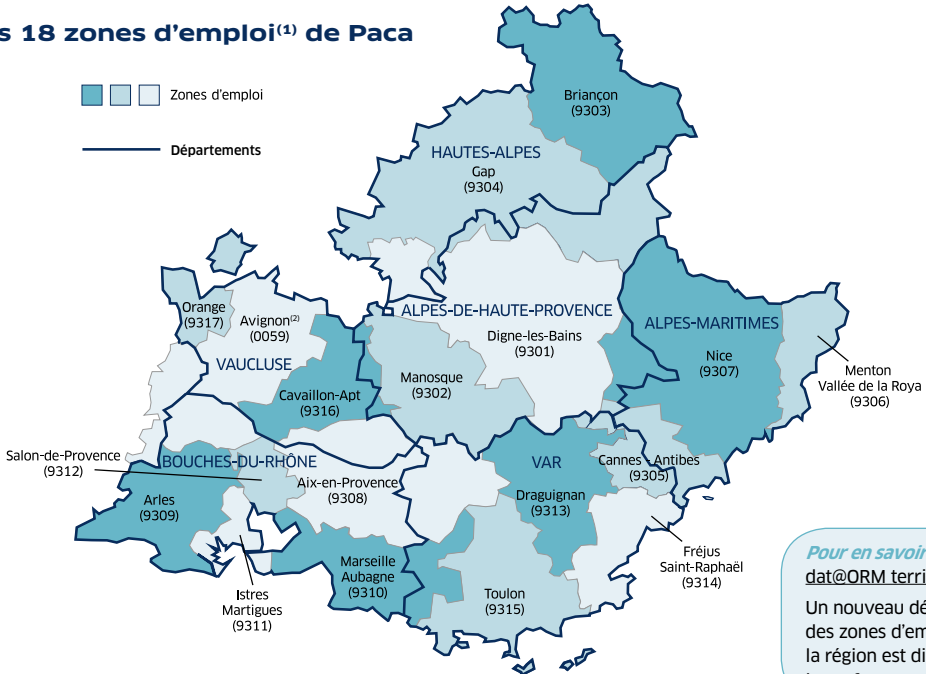 s 18 zones d'emploi(1) de Paca
Zones d'emploi
Départements
Briançon
(9303)
HAUTES-ALPES
Gap
(9304)
Orange
(9317)
Avignon(2)
(0059)
VAUCLUSE
Cavaillon-Apt
(9316)
ALPES-DE-HAUTE-PROVENCE
Digne-les-Bains
(9301)
Manosque
(9302)
ALPES-MARITIMES
Nice
(9307)
Menton
Vallée de la Roya
(9306)
Salon-de-Provence
(9312)
BOUCHES-DU-RHÔNE
Aix-en-Provence
(9308)
Arles
(9309)
VAR
Draguignan
(9313)
Cannes - Antibes
(9305)
Fréjus
Saint-Raphaël
(9314)
Istres
Martigues
(9311)
Marseille
Aubagne
(9310)
Toulon
(9315)
Pour en savoir
dat@ORM terri
Un nouveau dé
des zones d'em
la région est di